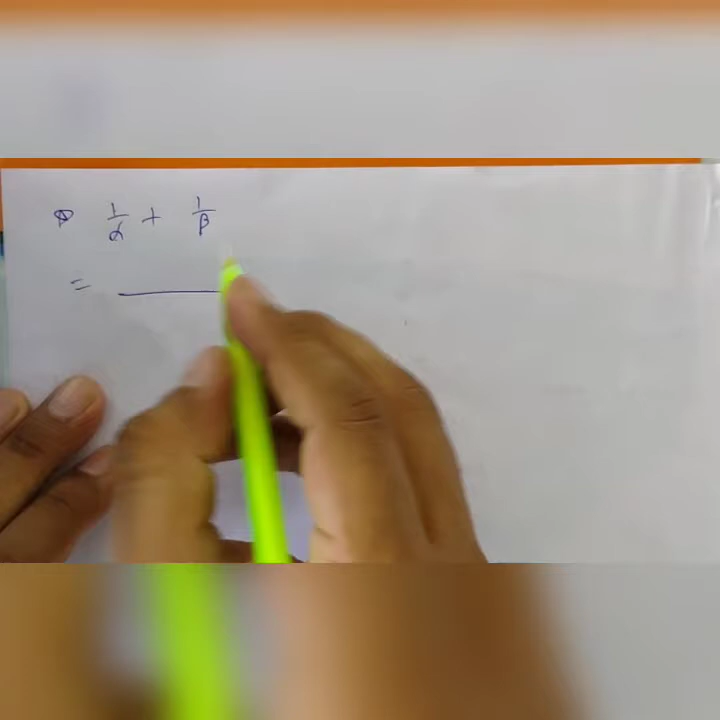 1/α + 1/β
=